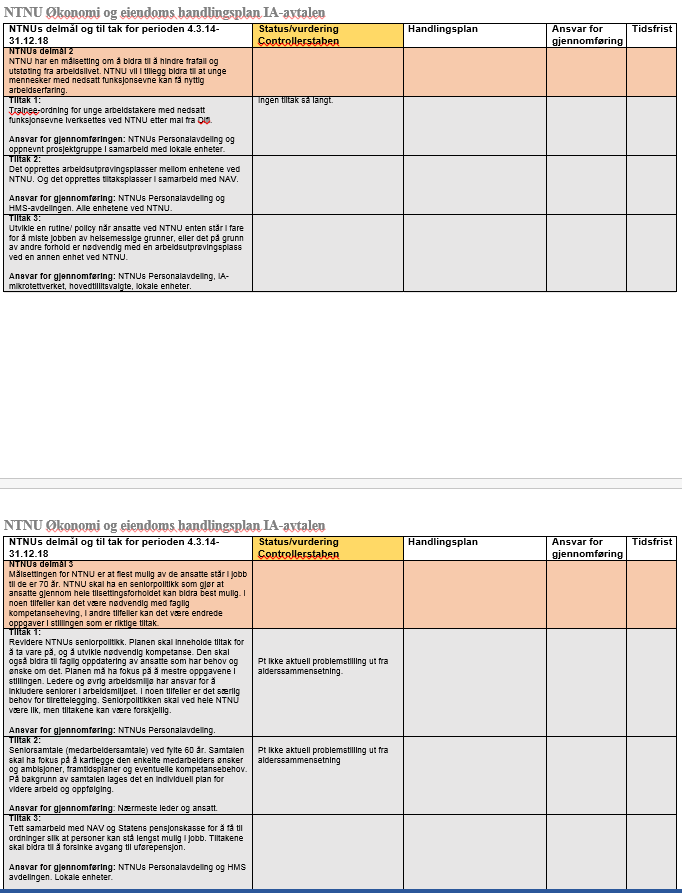 NTNU Økonomi og eiendoms handlingsplan IA-avtalen
NTNUs delmål og til tak for perioden 4.3.14-
31.12.18
Status/vurdering
Controllerstaben
Handlingsplan
Ansvar for
gjennomføring
Tidsfrist
NTNUs delmål 2
NTNU har en målsetting om å bidra til å hindre frafall og
utstøting fra arbeidslivet. NTNU vil i tillegg bidra til at unge
mennesker med nedsatt funksjonsevne kan få nyttig
arbeidserfaring.
Tiltak 1:
Trainee-ordning for unge arbeidstakere med nedsatt
funksjonsevne iverksettes ved NTNU etter mal fra Difi.
Ansvar for gjennomføringen: NTNUs Personalavdeling og
oppnevnt prosjektgruppe i samarbeid med lokale enheter.
Ingen tiltak så langt.
Tiltak 2:
Det opprettes arbeidsutprøvingsplasser mellom enhetene ved
NTNU. Og det opprettes tiltaksplasser i samarbeid med NAV.
Ansvar for gjennomføring: NTNUs Personalavdeling og
HMS-avdelingen. Alle enhetene ved NTNU.
Tiltak 3:
Utvikle en rutine/ policy når ansatte ved NTNU enten står i fare
for å miste jobben av helsemessige grunner, eller det på grunn
av andre forhold er nødvendig med en arbeidsutprøvingsplass
ved en annen enhet ved NTNU.
Ansvar for gjennomføring: NTNUs Personalavdeling, IA-
mikrotettverket, hovedtillitsvalgte, lokale enheter.
NTNU Økonomi og eiendoms handlingsplan IA-avtalen
NTNUs delmål og til tak for perioden 4.3.14-
31.12.18
Status/vurdering
Controllerstaben
Handlingsplan
Ansvar for
gjennomføring
Tidsfrist
NTNUs delmål 3
Målsettingen for NTNU er at flest mulig av de ansatte står i jobb
til de er 70 år. NTNU skal ha en seniorpolitikk som gjør at
ansatte gjennom hele tilsettingsforholdet kan bidra best mulig. I
noen tilfeller kan det være nødvendig med faglig
kompetanseheving, i andre tilfeller kan det være endrede
oppgaver i stillingen som er riktige tiltak.
Tiltak 1:
Revidere NTNUs seniorpolitikk. Planen skal inneholde tiltak for
å ta vare på, og å utvikle nødvendig kompetanse. Den skal
også bidra til faglig oppdatering av ansatte som har behov og
ønske om det. Planen må ha fokus på å mestre oppgavene i
stillingen. Ledere og øvrig arbeidsmiljø har ansvar for å
inkludere seniorer i arbeidsmiljøet. I noen tilfeller er det særlig
behov for tilrettelegging. Seniorpolitikken skal ved hele NTNU
være lik, men tiltakene kan være forskjellig.
Ansvar for gjennomføring: NTNUs Personalavdeling.
Pt ikke aktuell problemstilling ut fra
alderssammensetning.
Tiltak 2:
Seniorsamtale (medarbeidersamtale) ved fylte 60 år. Samtalen
skal ha fokus på å kartlegge den enkelte medarbeiders ønsker
og ambisjoner, framtidsplaner og eventuelle kompetansebehov.
På bakgrunn av samtalen lages det en individuell plan for
videre arbeid og oppfølging.
Ansvar for gjennomføring: Nærmeste leder og ansatt.
Pt ikke aktuell problemstilling ut fra
alderssammensetning
Tiltak 3:
Tett samarbeid med NAV og Statens pensjonskasse for å få til
ordninger slik at personer kan stå lengst mulig i jobb. Tiltakene
skal bidra til å forsinke avgang til uførepensjon.
Ansvar for gjennomføring: NTNUs Personalavdeling og HMS
avdelingen. Lokale enheter.